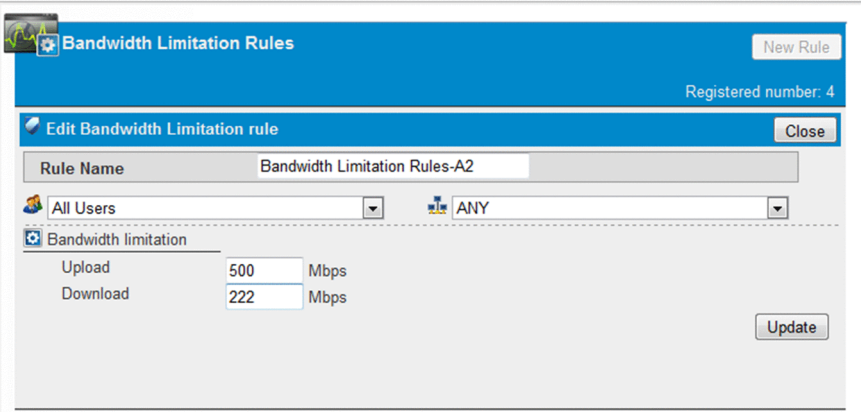 Bandwidth Limitation Rules
New Rule
Registered number: 4
Edit Bandwidth Limitation rule
Close
Rule Name Bandwidth Limitation Rules-A2
All Users ANY
Bandwidth limitation
Upload 500 Mbps
Download 222 Mbps
Update